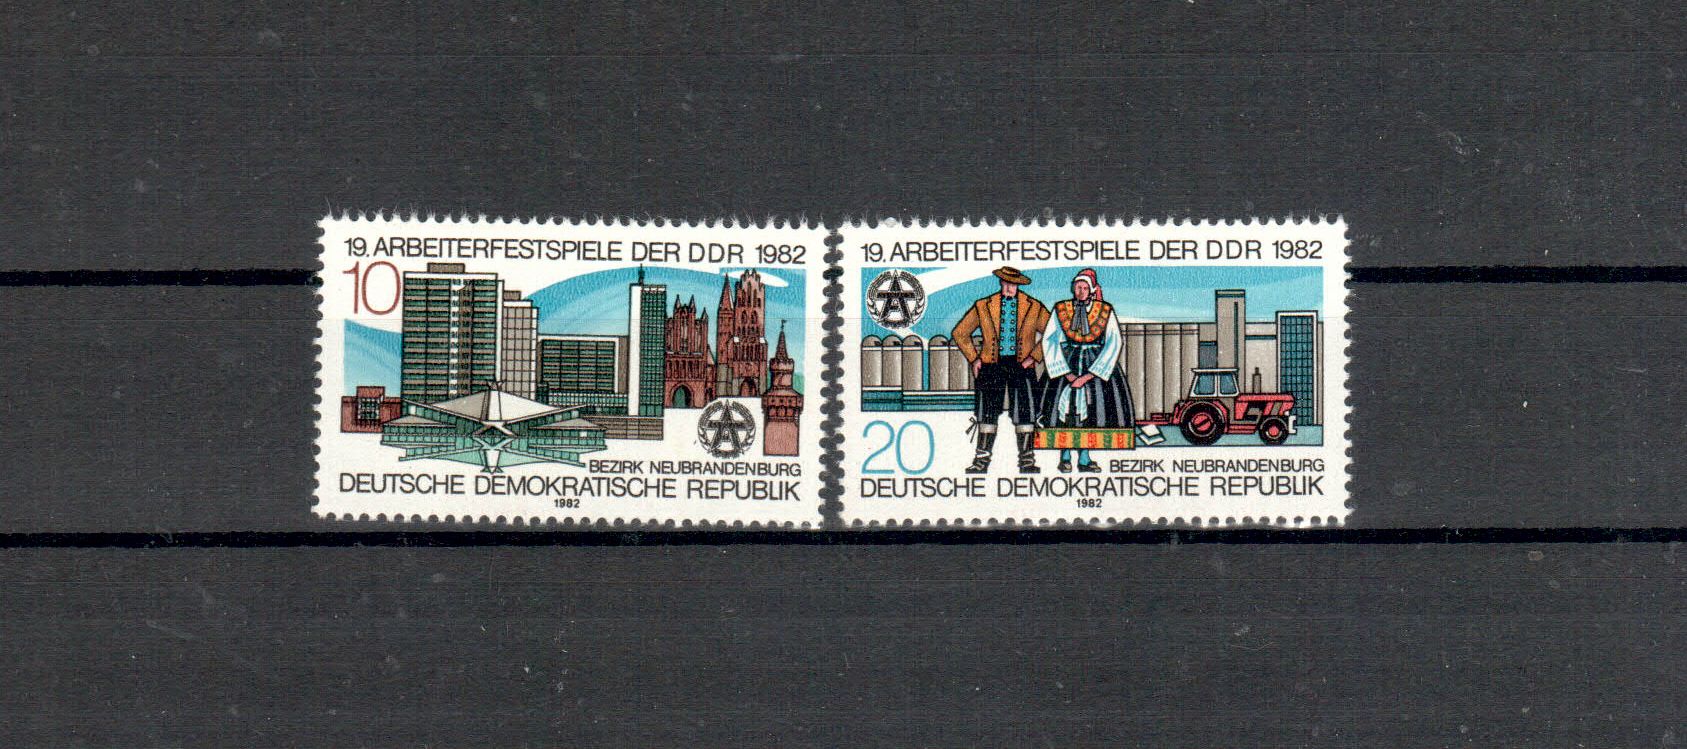 19. ARBEITERFESTSPIELE DER DDR 1982
10
BEZIRK NEUBRANDENBURG
DEUTSCHE DEMOKRATISCHE REPUBLIK
1982
19. ARBEITERFESTSPIELE DER DDR 1982
20
BEZIRK NEUBRANDENBURG
DEUTSCHE DEMOKRATISCHE REPUBLIK
1982